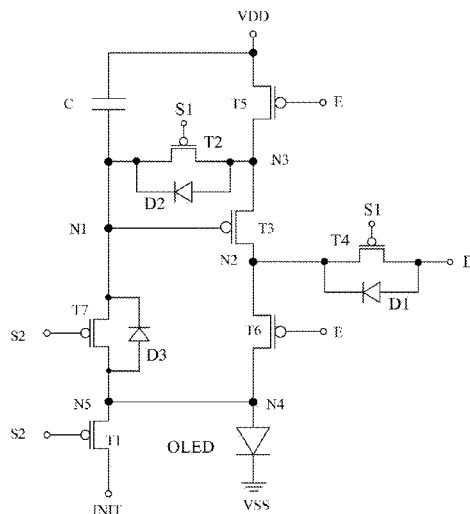 VDD
C
S1
T5
E
T2
N3
D2
S1
N1
T3
T4
N2
D
T7
T6
E
D1
S2
D3
N5
N4
S2
T1
OLED
INIT
VSS